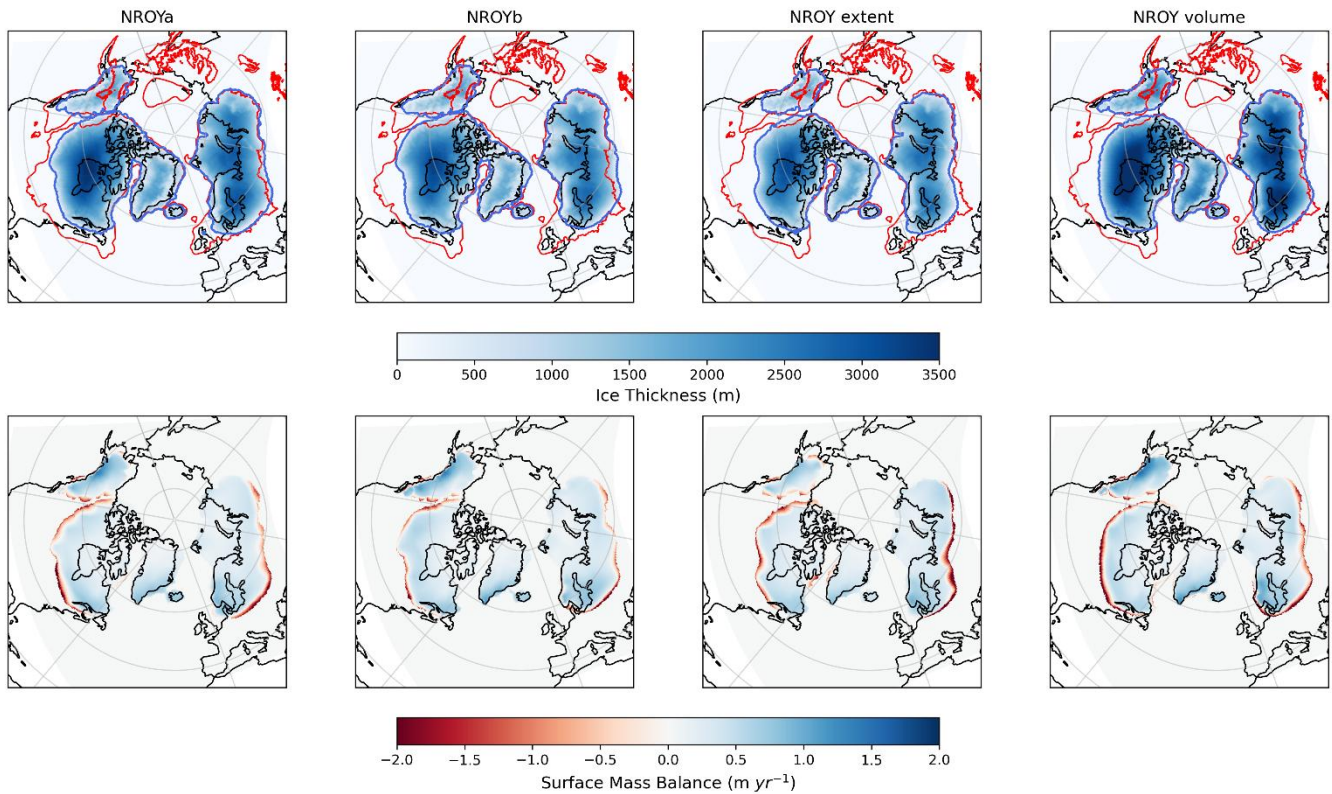 NROYa NROYb NROY extent NROY volume
0 500 1000 1500 2000 2500 3000 3500
Ice Thickness (m)
−2.0 −1.5 −1.0 −0.5 0.0 0.5 1.0 1.5 2.0
Surface Mass Balance (m yr⁻¹)